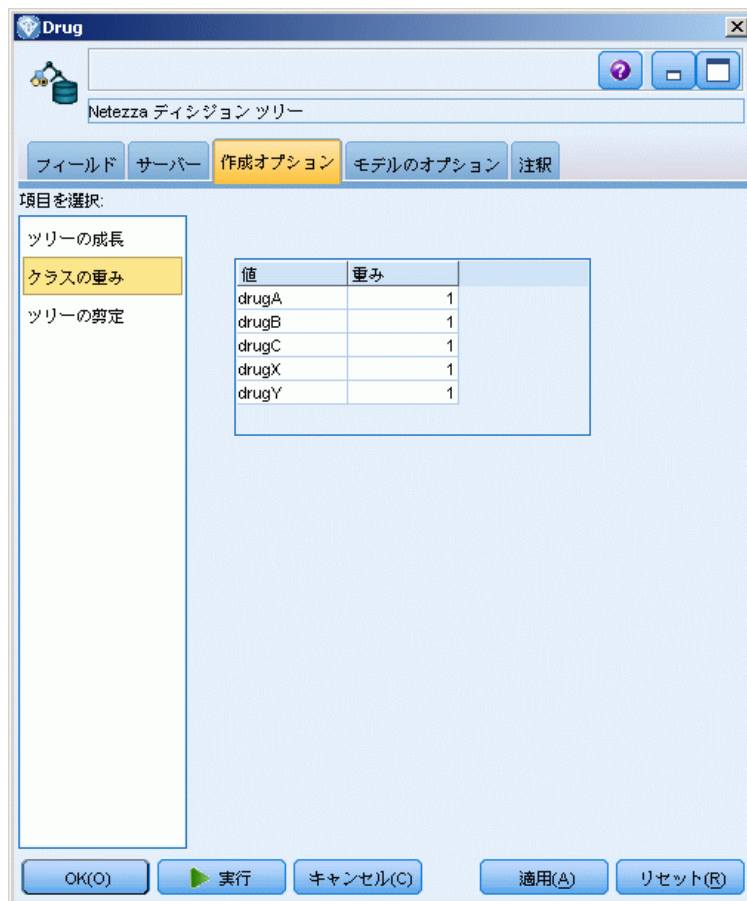 Drug
Netezza ディシジョン ツリー
フィールド サーバー 作成オプション モデルのオプション 注釈
項目を選択:
ツリーの成長
クラスの重み
ツリーの剪定
値 重み
drugA 1
drugB 1
drugC 1
drugX 1
drugY 1
OK(O) 実行 キャンセル(C) 適用(A) リセット(R)